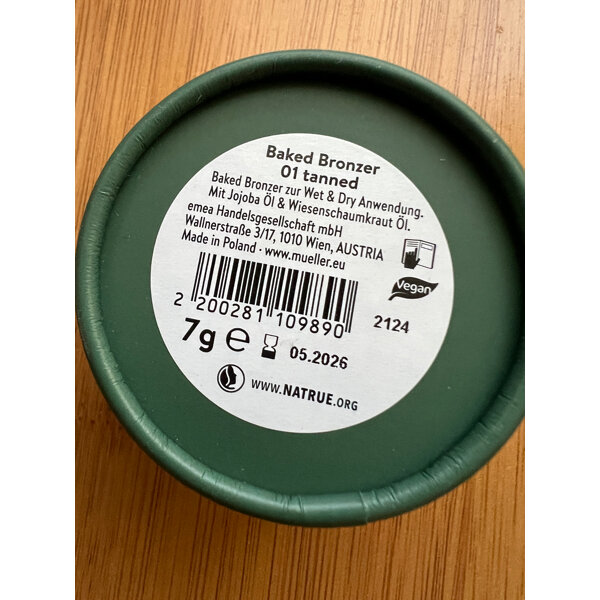 Baked Bronzer
01 tanned
Baked Bronzer zur Wet & Dry Anwendung.
Mit Jojoba Öl & Wiesenschaumkraut Öl.
emea Handelsgesellschaft mbH
Wallnerstraße 3/17, 1010 Wien, AUSTRIA
Made in Poland · www.mueller.eu
Vegan
2 200281 109890
2124
7g ℮ 05.2026
www.NATRUE.ORG